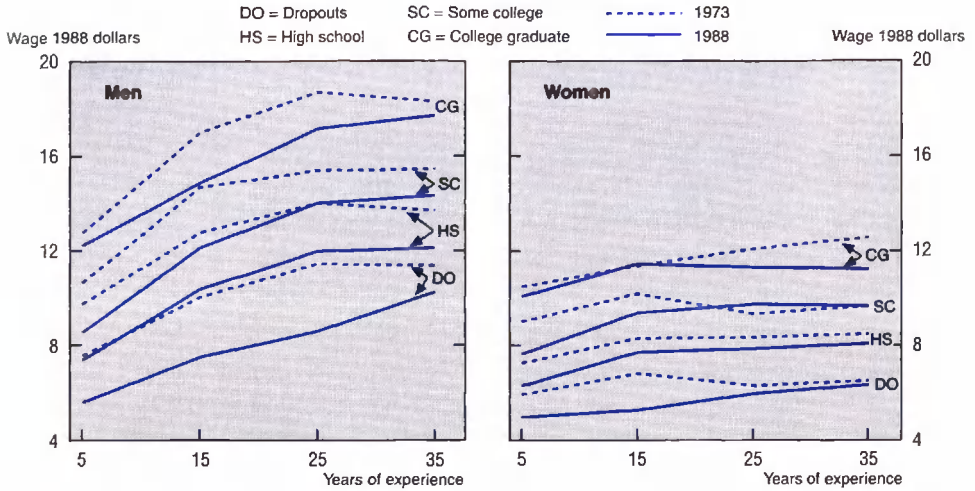 DO = Dropouts SC = Some college 1973
HS = High school CG = College graduate 1988
Wage 1988 dollars Wage 1988 dollars
20 20
Men Women
CG
16 16
SC
HS
12 12
CG
DO
SC
8 HS 8
DO
4 4
5 15 25 35 5 15 25 35
Years of experience Years of experience